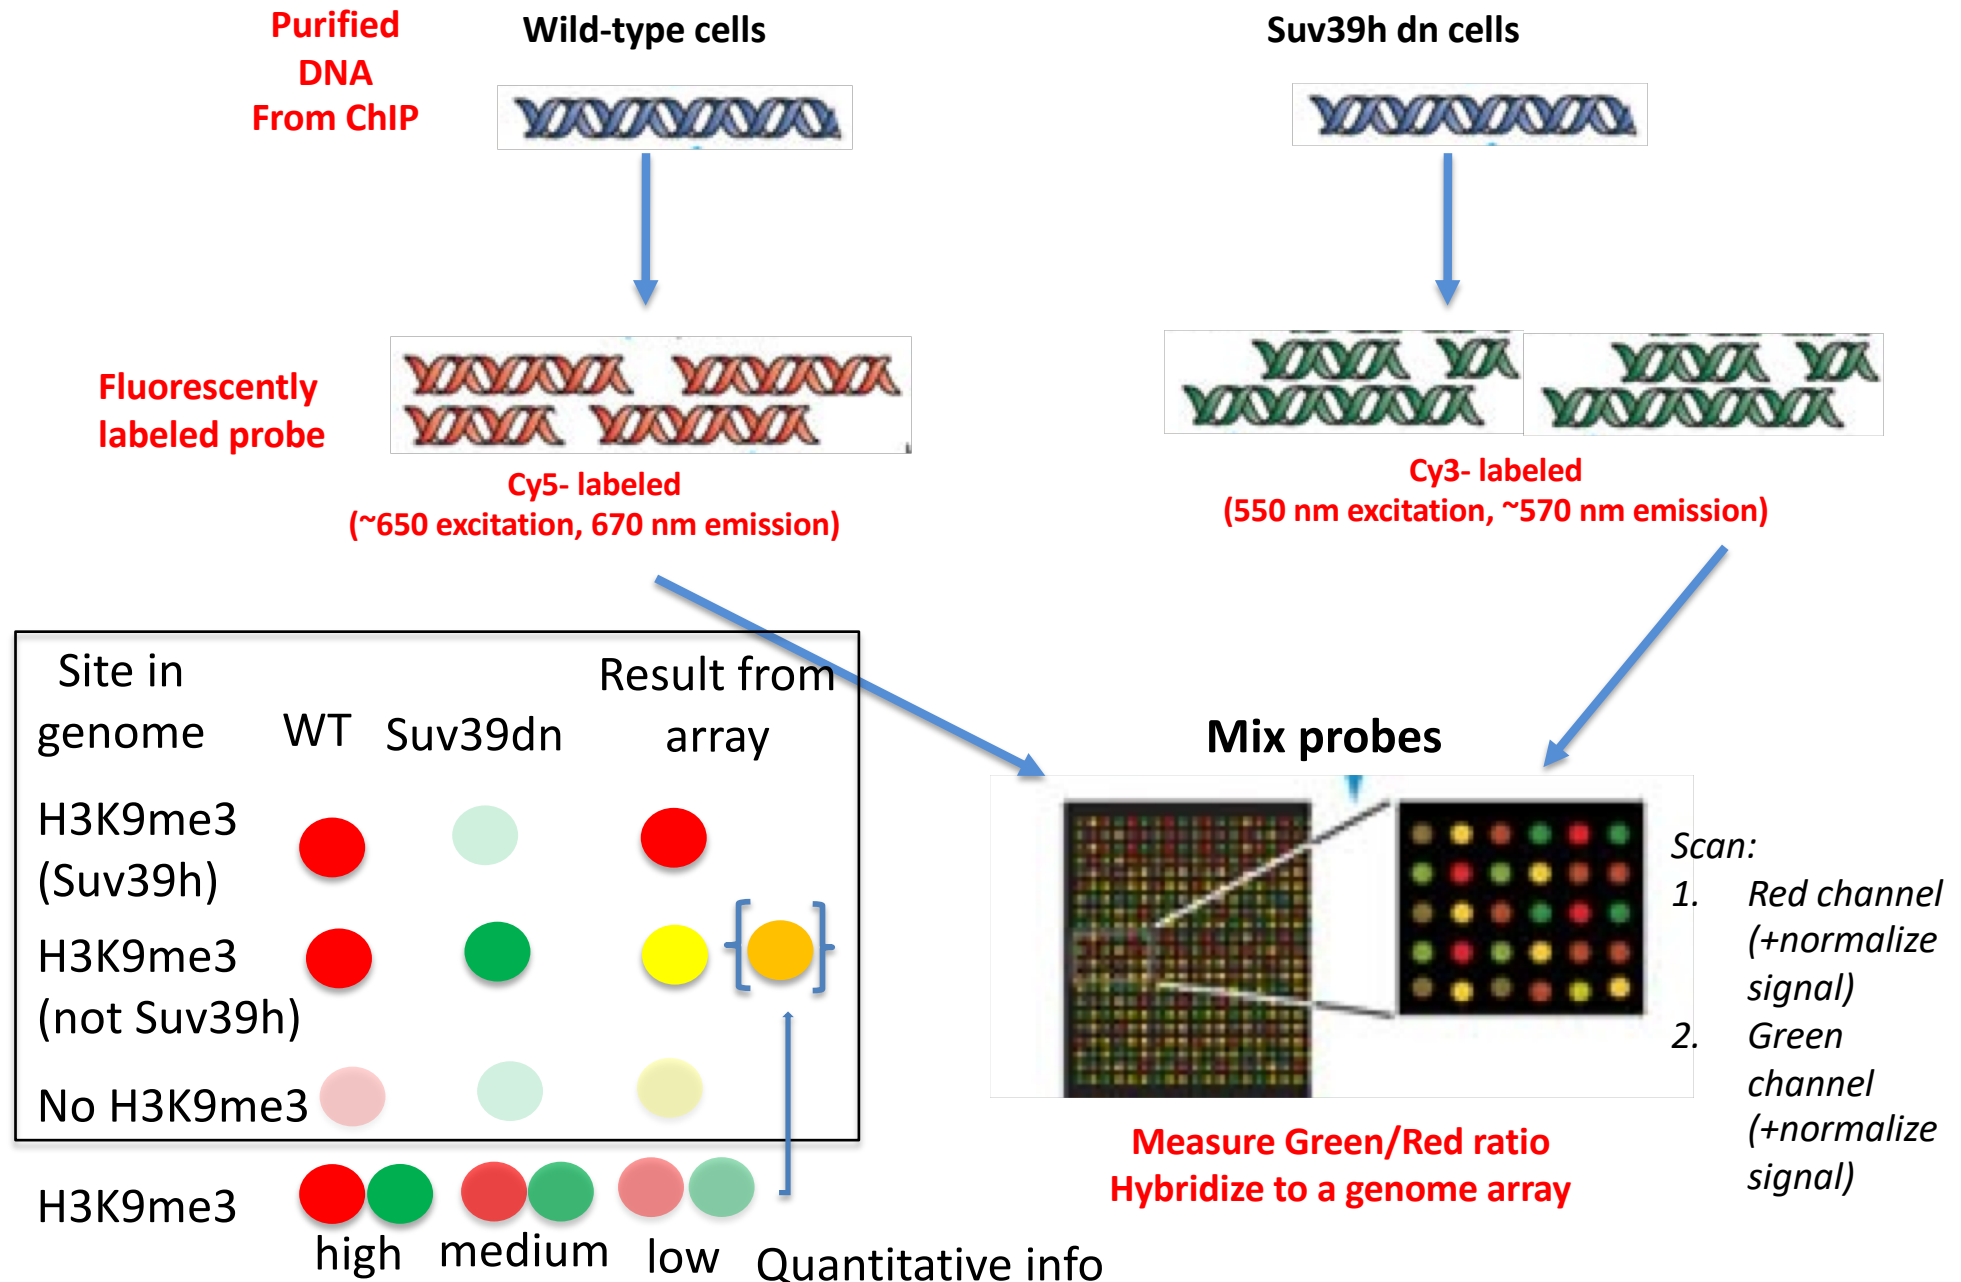 Purified
DNA
From ChIP
Wild-type cells
Suv39h dn cells
Fluorescently
labeled probe
Cy5- labeled
(~650 excitation, 670 nm emission)
Cy3- labeled
(550 nm excitation, ~570 nm emission)
Site in
genome
WT
Suv39dn
Result from
array
H3K9me3
(Suv39h)
H3K9me3
(not Suv39h)
No H3K9me3
H3K9me3
high
medium
low
Quantitative info
Mix probes
Scan:
1. Red channel
(+normalize
signal)
2. Green
channel
(+normalize
signal)
Measure Green/Red ratio
Hybridize to a genome array